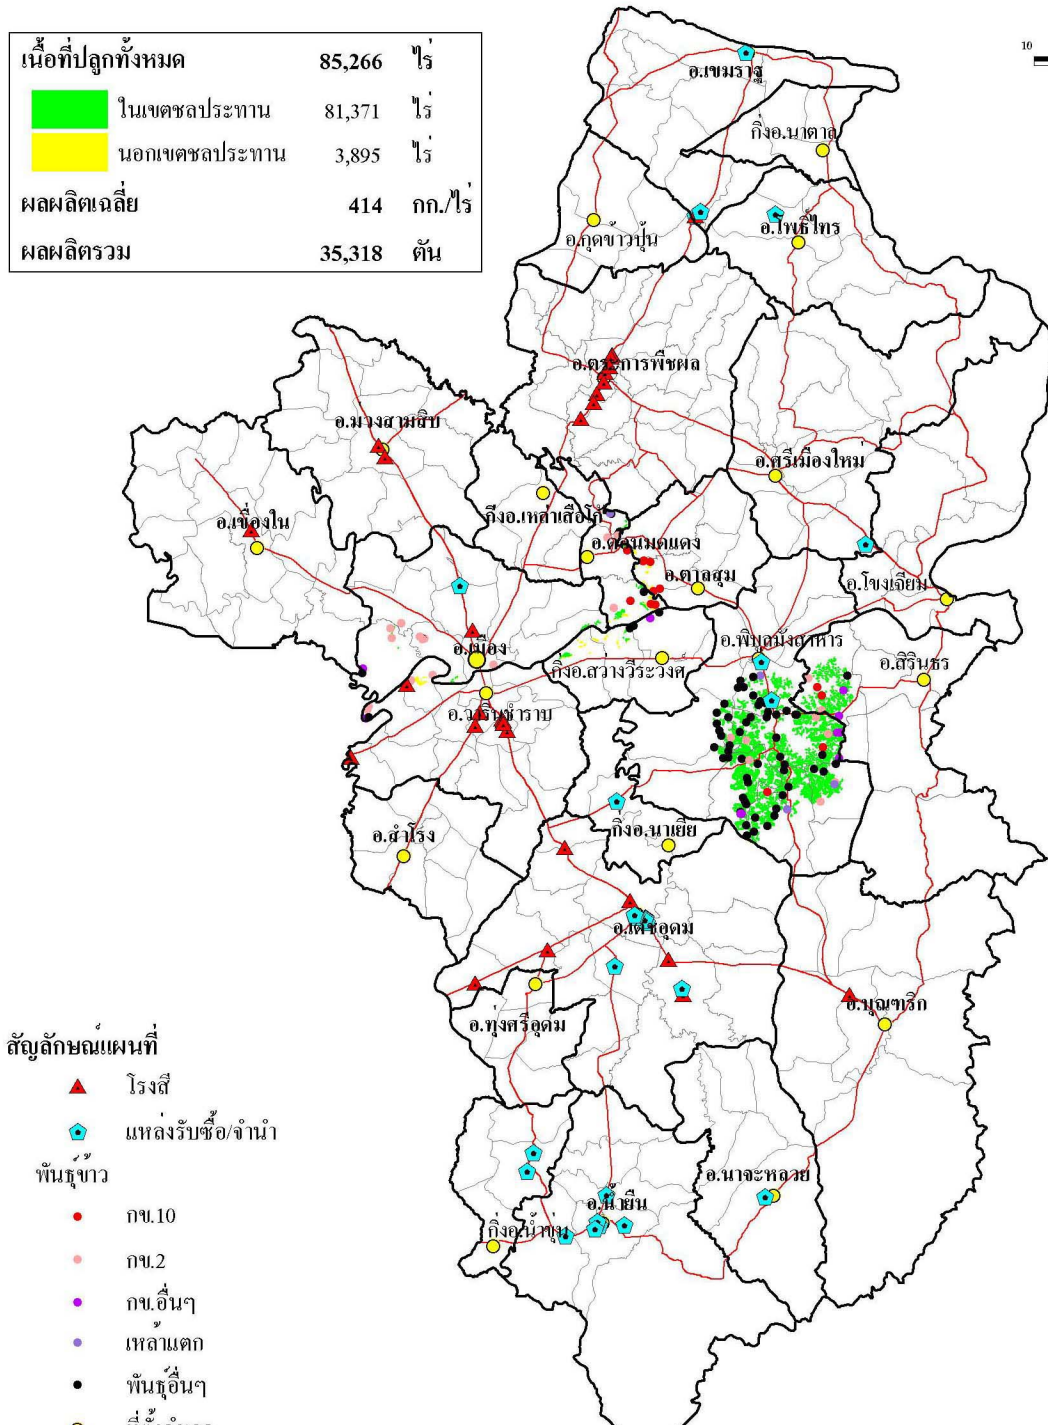 เนื้อที่ปลูกทั้งหมด 85,266 ไร่
ในเขตชลประทาน 81,371 ไร่
นอกเขตชลประทาน 3,895 ไร่
ผลผลิตเฉลี่ย 414 กก./ไร่
ผลผลิตรวม 35,318 ตัน
10
อ.เขมราฐ
กิ่งอ.นาตาล
อ.กุดข้าวปุ้น
อ.โพธิ์ไทร
อ.ตระการพืชผล
อ.ม่วงสามสิบ
อ.ศรีเมืองใหม่
อ.เขื่องใน
กิ่งอ.เหล่าเสือโก้
อ.ดอนมดแดง
อ.ตาลสุม
อ.โขงเจียม
อ.เมือง
อ.พิบูลมังสาหาร
กิ่งอ.สว่างวีระวงศ์
อ.สิรินธร
อ.วารินชำราบ
อ.สำโรง
กิ่งอ.นาเยีย
อ.เดชอุดม
อ.บุณฑริก
อ.ทุ่งศรีอุดม
สัญลักษณ์แผนที่
โรงสี
แหล่งรับซื้อ/จำนำ
พันธุ์ข้าว
อ.นาจะหลวย
อ.น้ำยืน
กิ่งอ.น้ำขุ่น
กข.10
กข.2
กข.อื่นๆ
เหล้าแตก
พันธุ์อื่นๆ